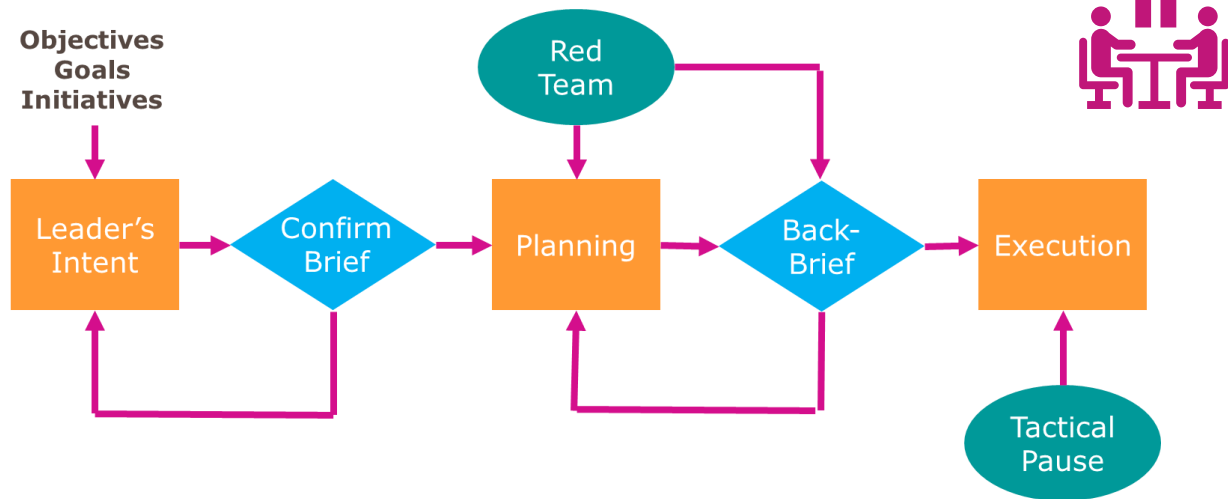 Objectives
Goals
Initiatives
Red
Team
Leader's
Intent
Confirm
Brief
Planning
Back-
Brief
Execution
Tactical
Pause